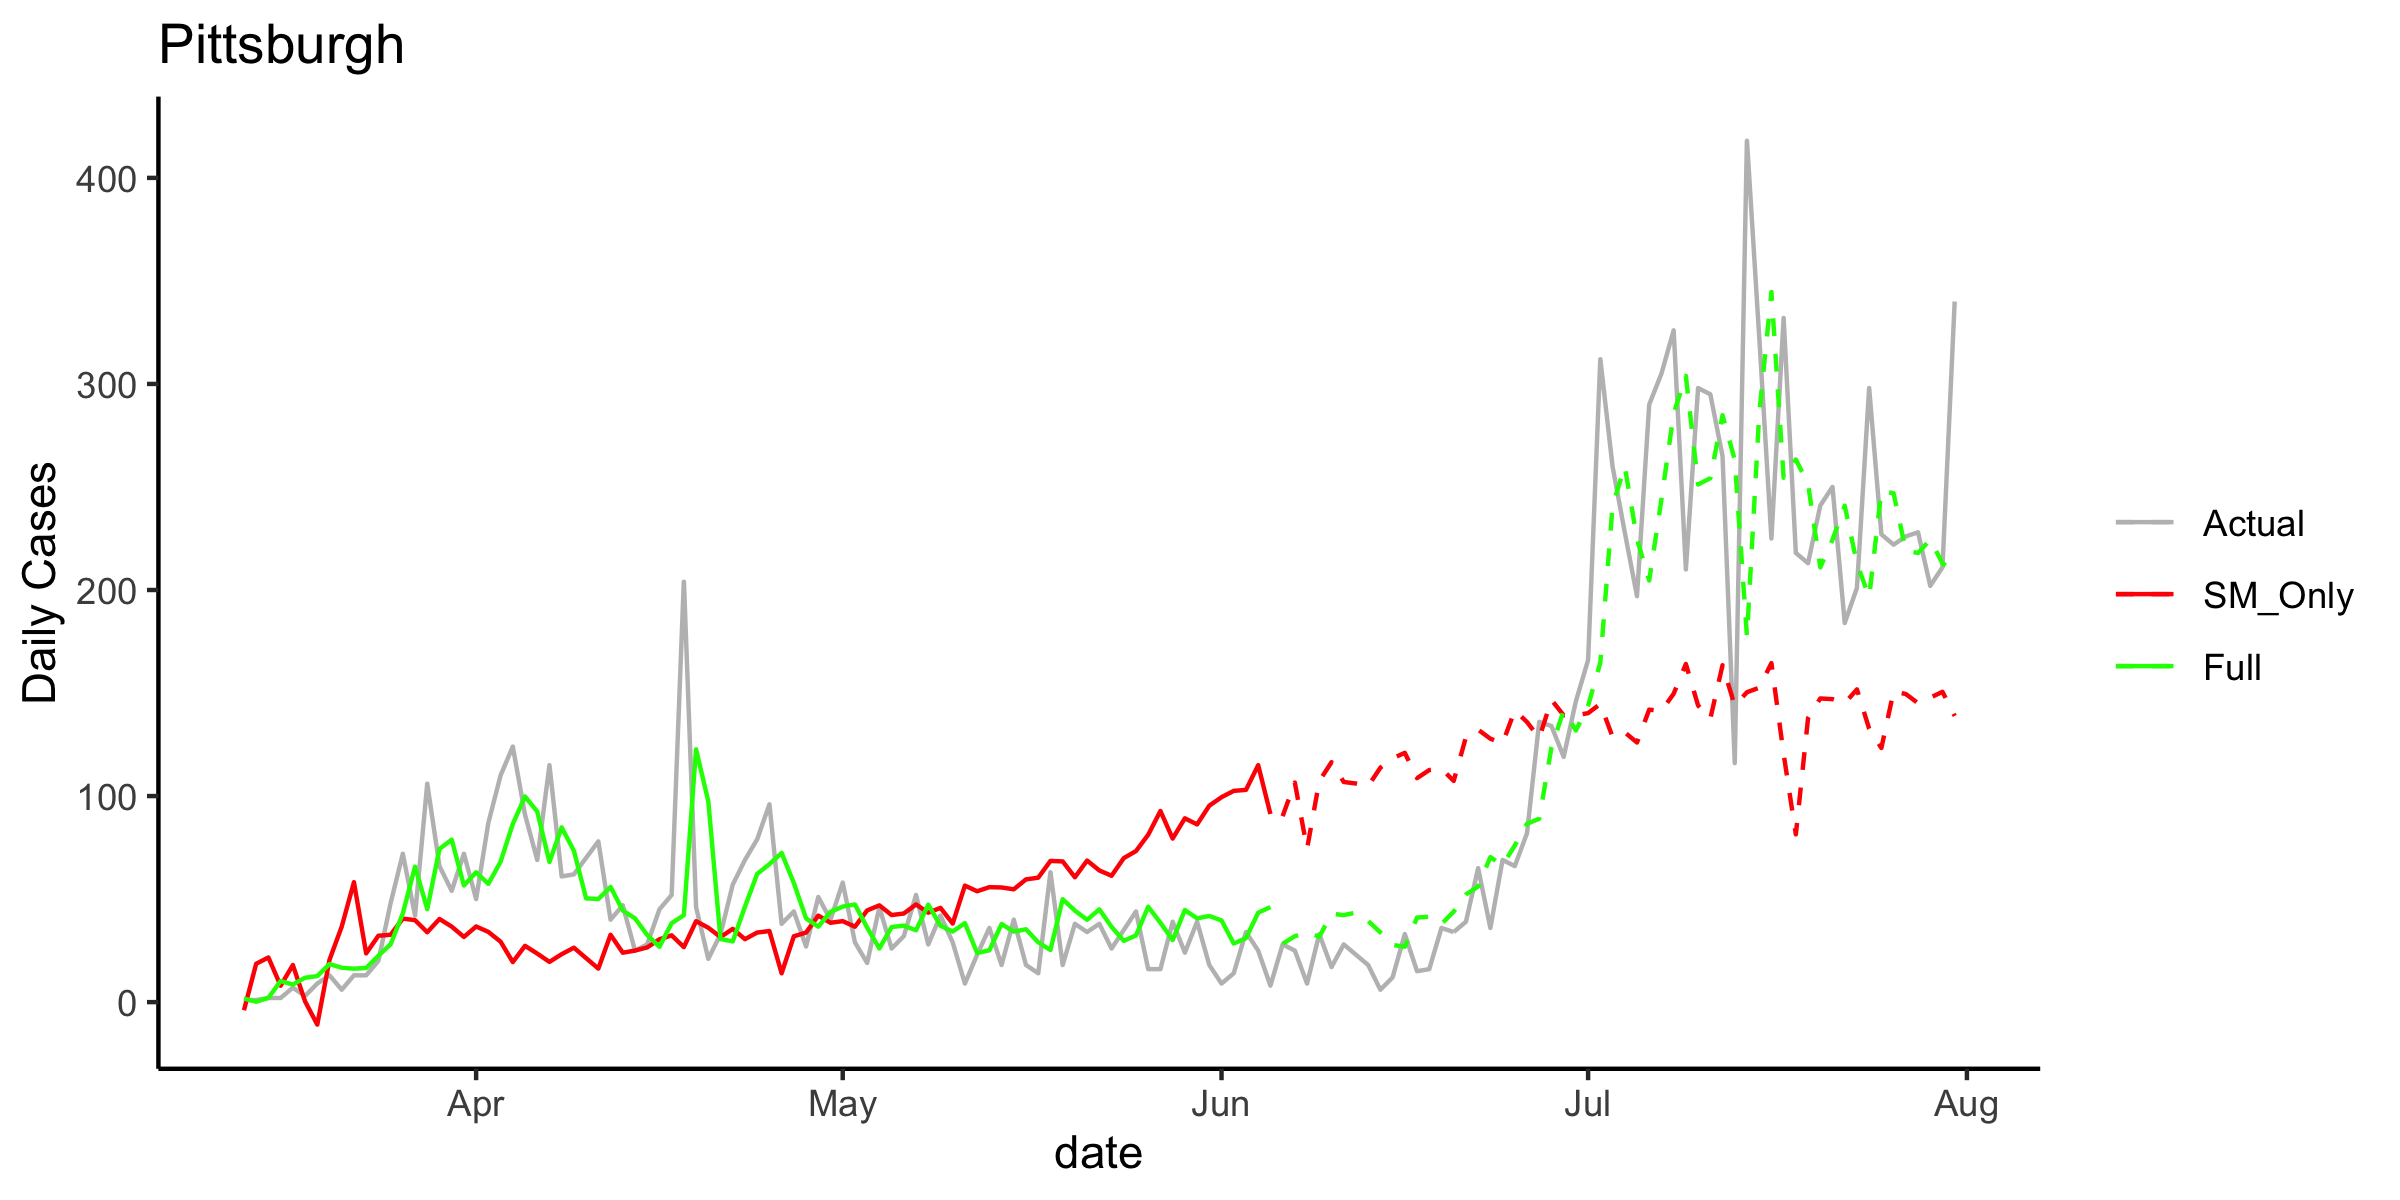 Pittsburgh
Daily Cases
400
300
200
100
0
Apr May Jun Jul Aug
date
Actual
SM_Only
Full